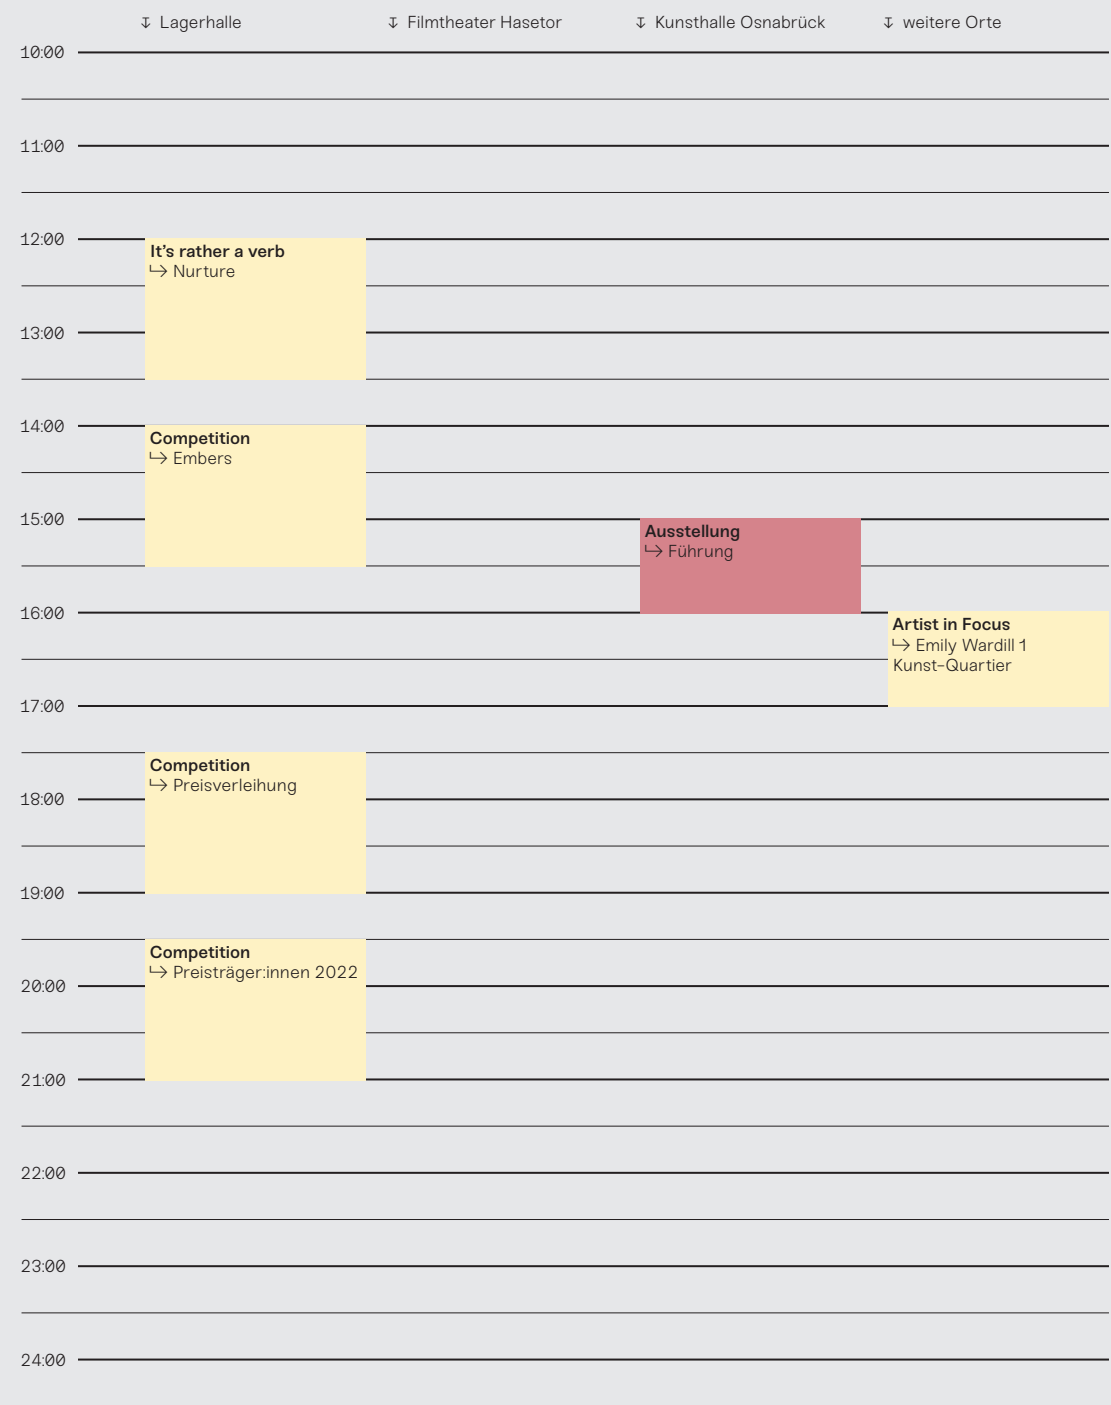 ↧ Lagerhalle ↧ Filmtheater Hasetor ↧ Kunsthalle Osnabrück ↧ weitere Orte
10:00
11:00
12:00
It's rather a verb
↳ Nurture
13:00
14:00
Competition
↳ Embers
15:00
Ausstellung
↳ Führung
16:00
Artist in Focus
↳ Emily Wardill 1
Kunst-Quartier
17:00
Competition
↳ Preisverleihung
18:00
19:00
Competition
↳ Preisträger:innen 2022
20:00
21:00
22:00
23:00
24:00